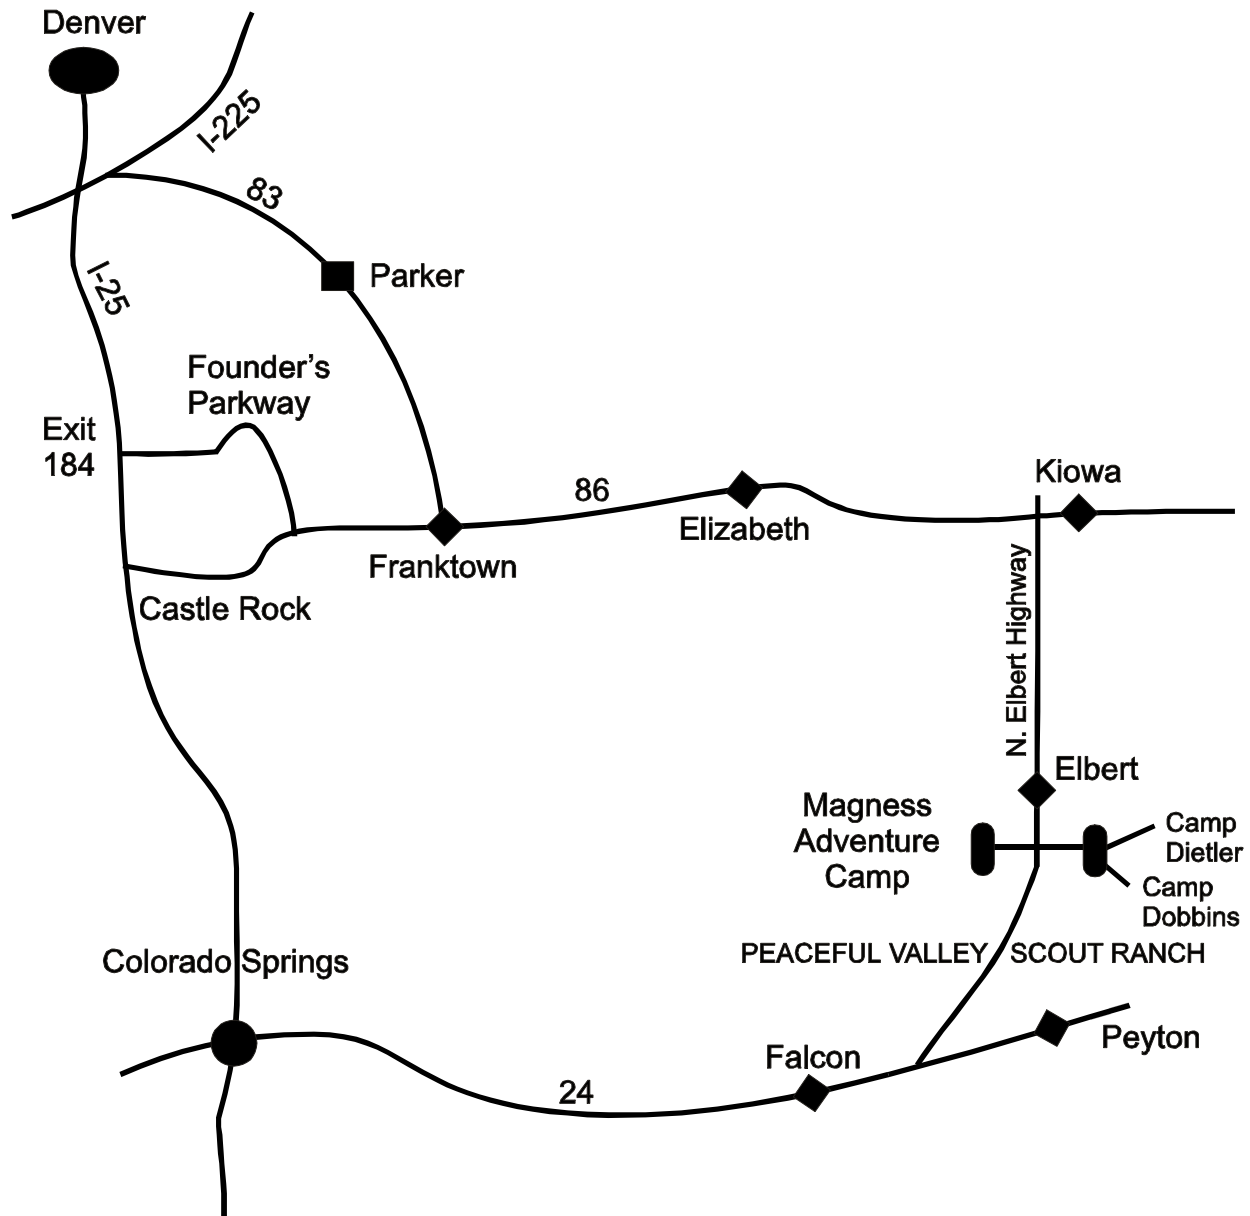 Denver
I-225
83
I-25
Parker
Founder's
Parkway
Exit
184
Kiowa
86
Elizabeth
Franktown
Castle Rock
N. Elbert Highway
Elbert
Magness
Adventure
Camp
Camp
Dietler
Camp
Dobbins
PEACEFUL VALLEY SCOUT RANCH
Colorado Springs
Peyton
Falcon
24